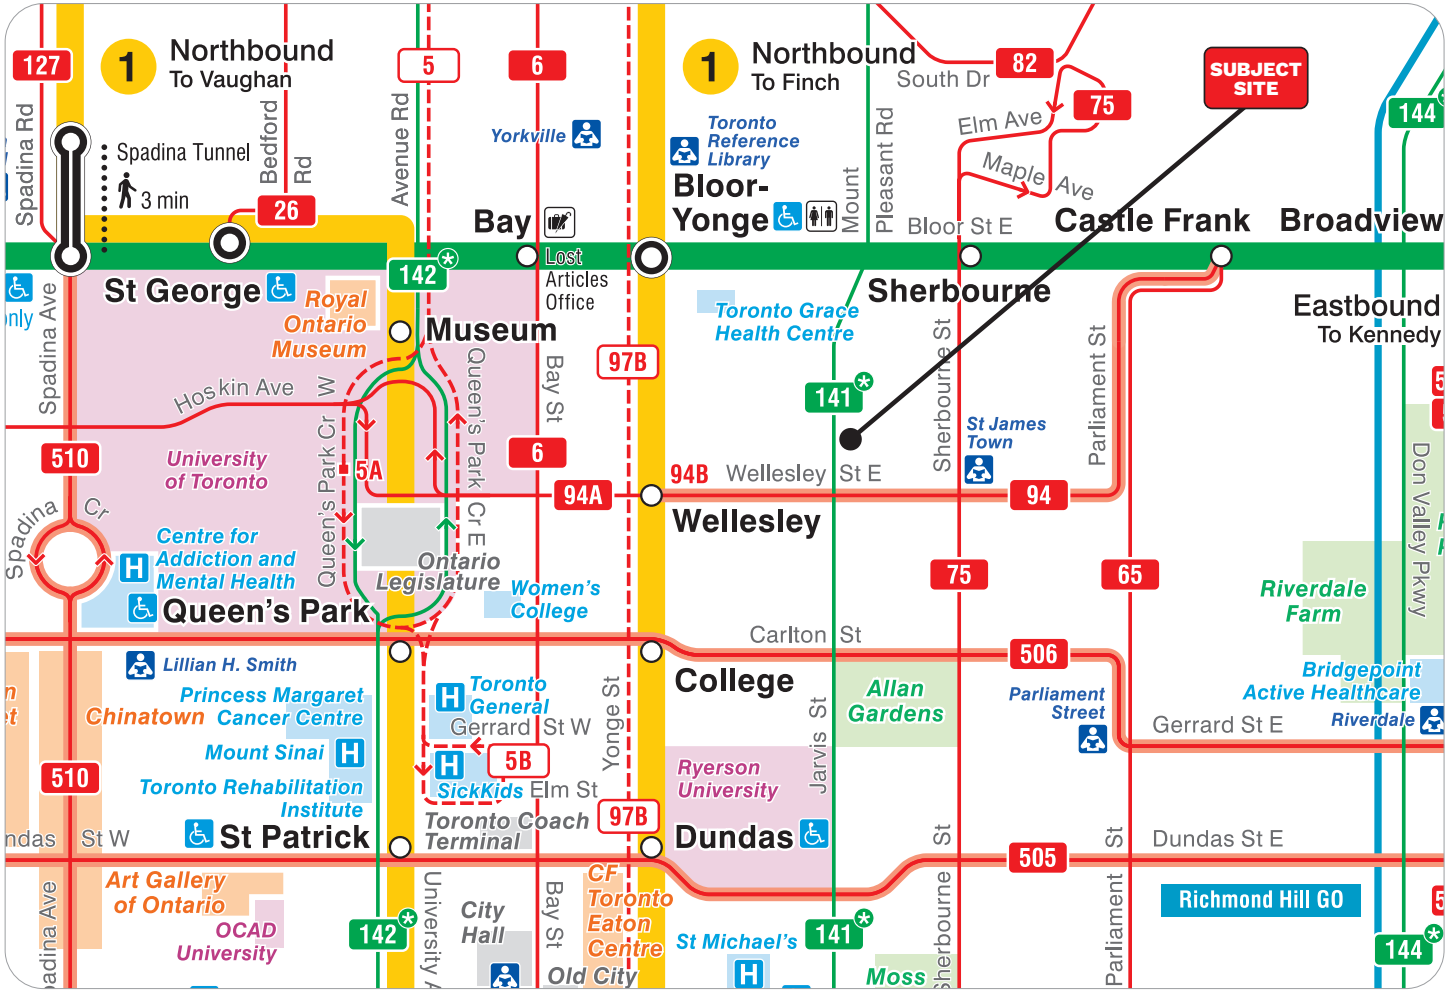 127
Spadina Rd
1
Northbound
To Vaughan
Bedford
Rd
5
Avenue Rd
6
1
Northbound
To Finch
South Dr
82
75
SUBJECT
SITE
144
*
Spadina Tunnel
3 min
26
Yorkville
Toronto
Reference
Library
Elm Ave
Maple Ave
Mount
Pleasant Rd
Bay
Bloor-
Yonge
Bloor St E
Castle Frank
Broadview
Lost
Articles
Office
142
*
only
St George
Royal
Ontario
Museum
Museum
Toronto Grace
Health Centre
Sherbourne
Eastbound
To Kennedy
Spadina Ave
Hoskin Ave
Queen's Park Cr W
Queen's Park Cr E
Bay St
97B
141
*
Sherbourne St
Parliament St
5
510
University
of Toronto
5A
6
94A
94B
Wellesley St E
St James
Town
94
Don Valley Pkwy
Wellesley
Spadina Cr
Centre for
Addiction and
Mental Health
H
Ontario
Legislature
Women's
College
75
65
Riverdale
Farm
Queen's Park
Carlton St
506
Lillian H. Smith
Princess Margaret
Cancer Centre
Chinatown
Mount Sinai
H
Toronto Rehabilitation
Institute
H
Toronto
General
Gerrard St W
5B
H
SickKids
Elm St
Yonge St
College
Allan
Gardens
Jarvis St
Parliament
Street
Bridgepoint
Active Healthcare
Riverdale
Gerrard St E
510
Ryerson
University
ndas St W
St Patrick
Toronto Coach
Terminal
97B
Dundas
505
Dundas St E
Sherbourne St
Parliament St
Art Gallery
of Ontario
OCAD
University
adina Ave
142
*
University A
City
Hall
Bay St
CF
Toronto
Eaton
Centre
Old City
St Michael's
H
141
*
Moss
Richmond Hill GO
5
144
*